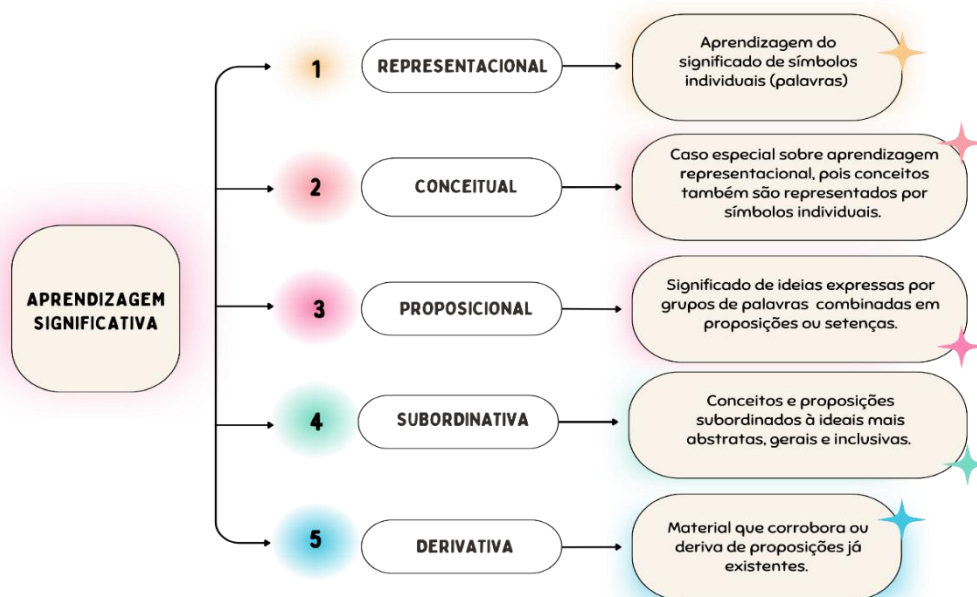 APRENDIZAGEM
SIGNIFICATIVA
1
REPRESENTACIONAL
Aprendizagem do
significado de símbolos
individuais (palavras)
2
CONCEITUAL
Caso especial sobre aprendizagem
representacional, pois conceitos
também são representados por
símbolos individuais.
3
PROPOSICIONAL
Significado de ideias expressas por
grupos de palavras combinadas em
proposições ou setenças.
4
SUBORDINATIVA
Conceitos e proposições
subordinados à ideais mais
abstratas, gerais e inclusivas.
5
DERIVATIVA
Material que corrobora ou
deriva de proposições já
existentes.